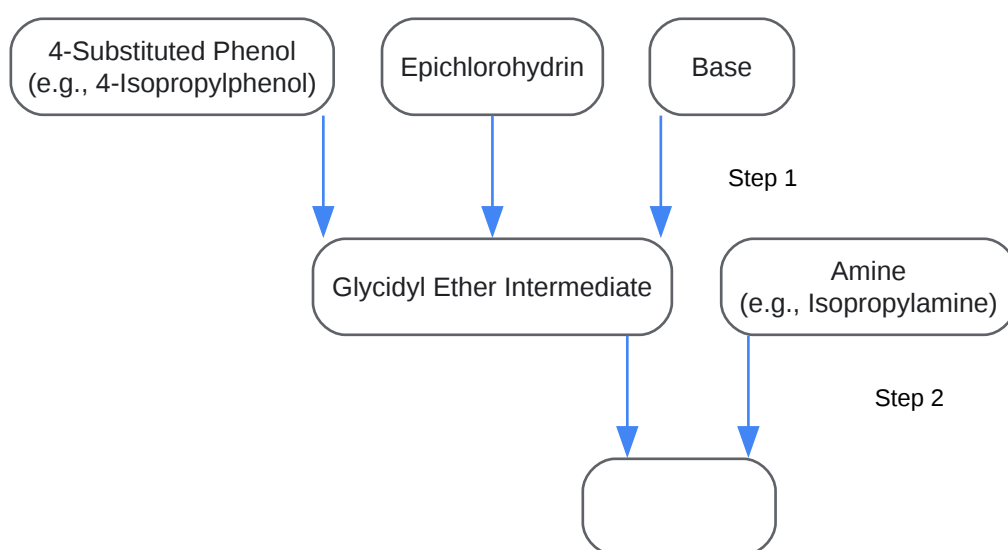 4-Substituted Phenol
(e.g., 4-Isopropylphenol)
Epichlorohydrin
Base
Step 1
Glycidyl Ether Intermediate
Amine
(e.g., Isopropylamine)
Step 2